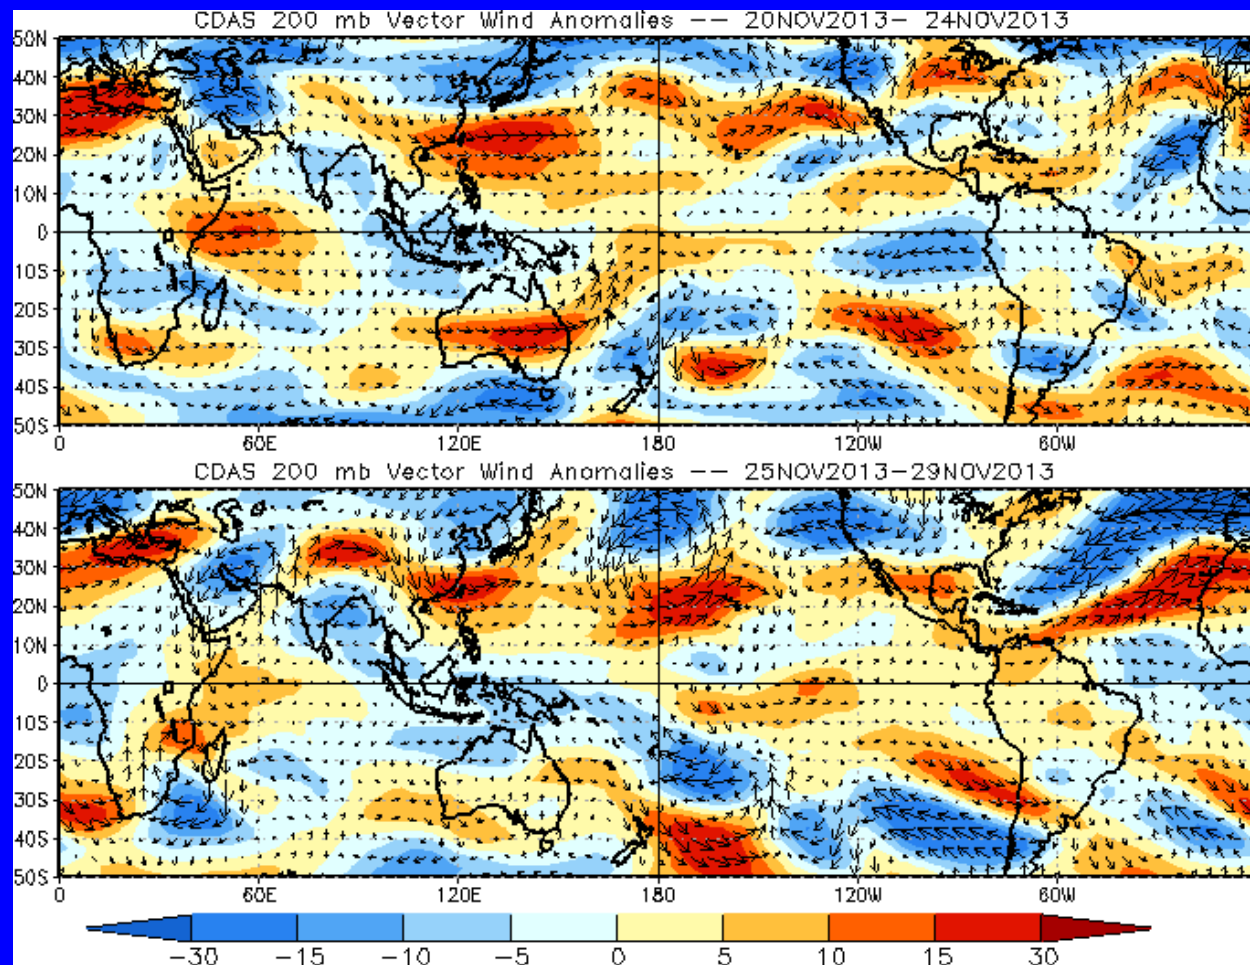 CDAS 200 mb Vector Wind Anomalies -- 20NOV2013- 24NOV2013
50N
40N
30N
20N
10N
0
10S
20S
30S
40S
50S
0 60E 120E 180 120W 60W
CDAS 200 mb Vector Wind Anomalies -- 25NOV2013-29NOV2013
50N
40N
30N
20N
10N
0
10S
20S
30S
40S
50S
0 60E 120E 180 120W 60W
-30 -15 -10 -5 0 5 10 15 30